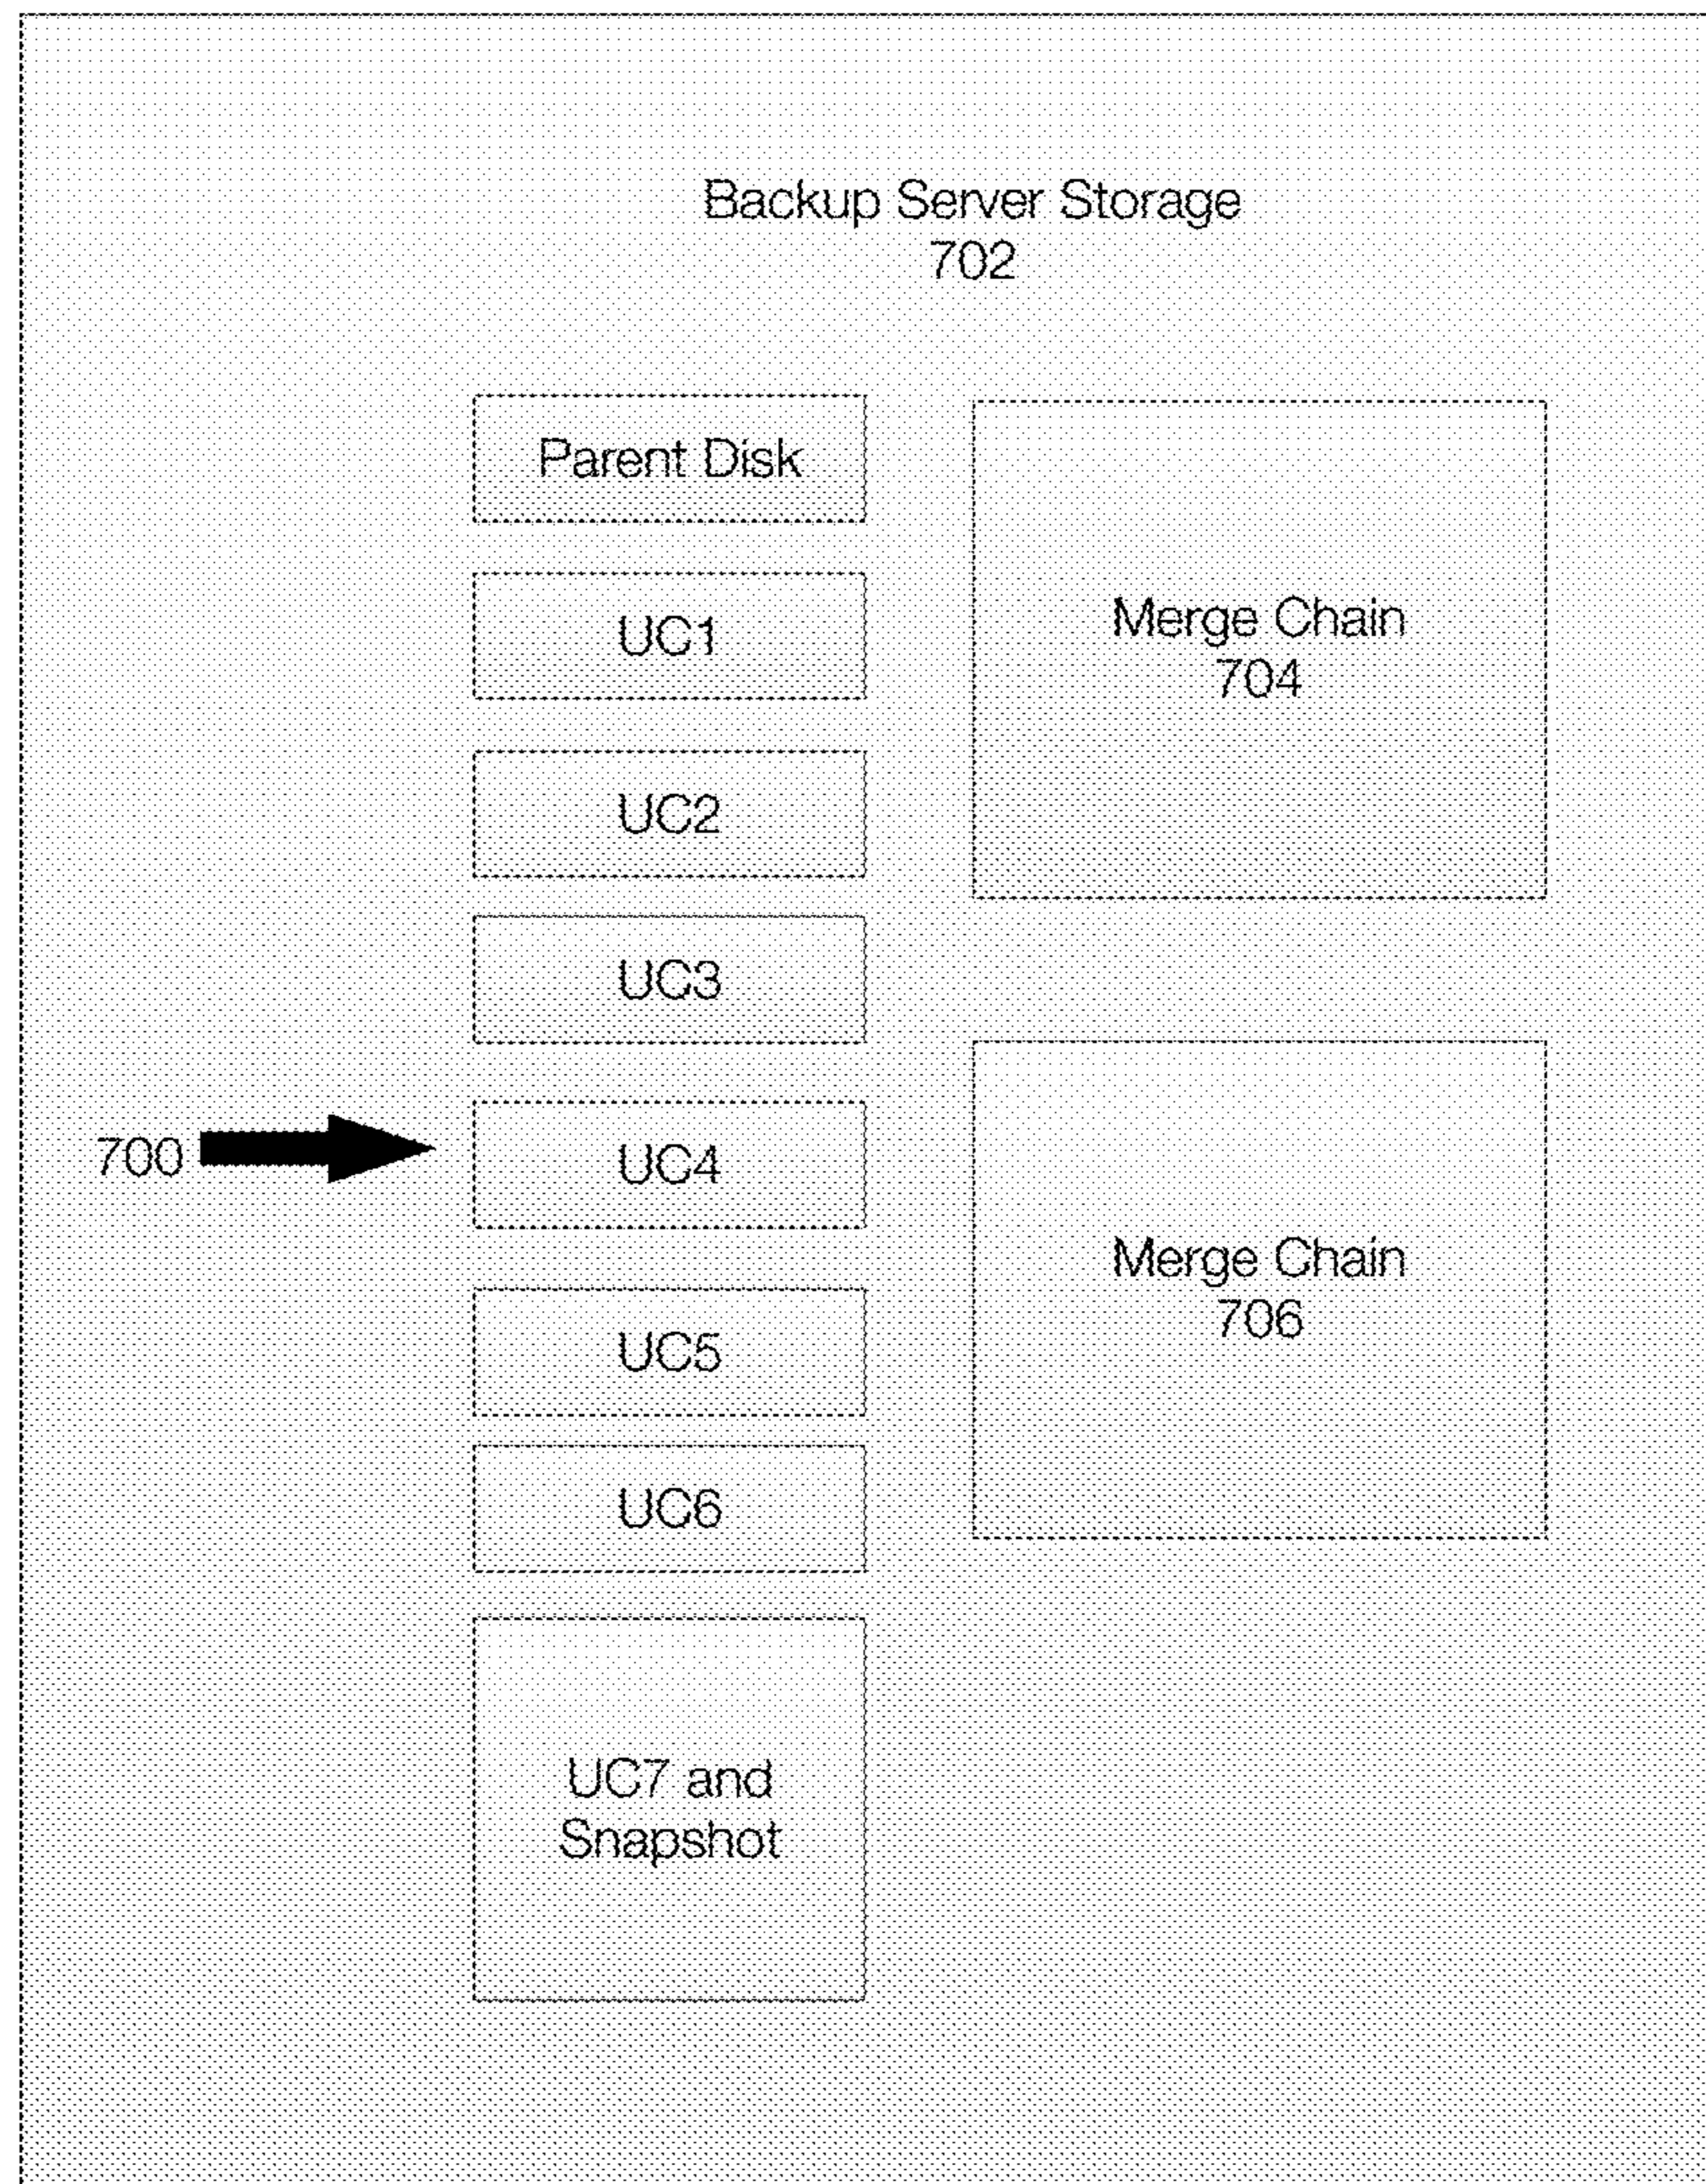 Backup Server Storage
702
Parent Disk
UC1
UC2
UC3
700
UC4
UC5
UC6
UC7 and
Snapshot
Merge Chain
704
Merge Chain
706